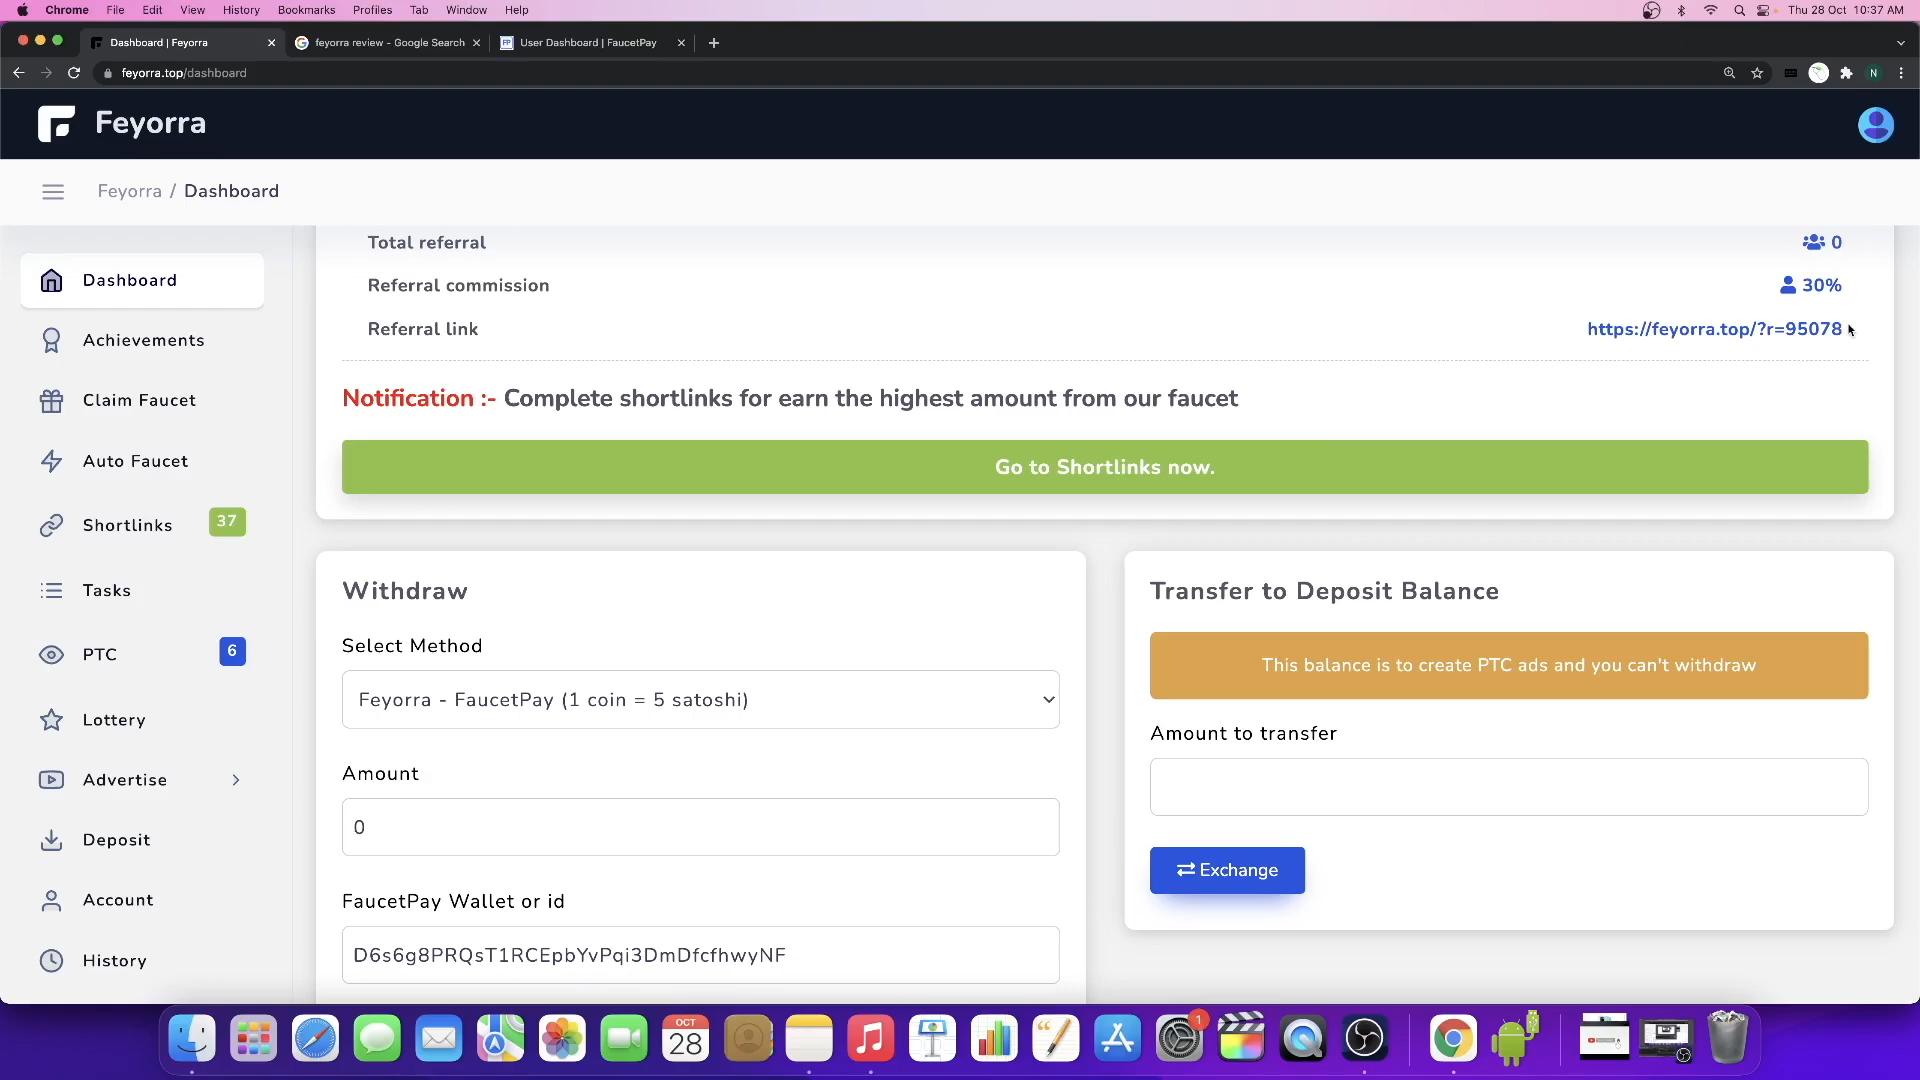 Chrome File Edit View History Bookmarks Profiles Tab Window Help Thu 28 Oct 10:37 AM
Dashboard | Feyorra feyorra review - Google Search FP User Dashboard | FaucetPay
feyorra.top/dashboard N
Feyorra
Feyorra / Dashboard
Dashboard
Achievements
Claim Faucet
Auto Faucet
Shortlinks 37
Tasks
PTC 6
Lottery
Advertise
Deposit
Account
History
Total referral 0
Referral commission 30%
Referral link https://feyorra.top/?r=95078
Notification :- Complete shortlinks for earn the highest amount from our faucet
Go to Shortlinks now.
Withdraw
Select Method
Feyorra - FaucetPay (1 coin = 5 satoshi)
Amount
0
FaucetPay Wallet or id
D6s6g8PRQsT1RCEpbYvPqi3DmDfcfhwyNF
Transfer to Deposit Balance
This balance is to create PTC ads and you can't withdraw
Amount to transfer
Exchange
OCT
28
1